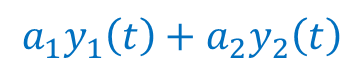 a₁y₁(t) + a₂y₂(t)